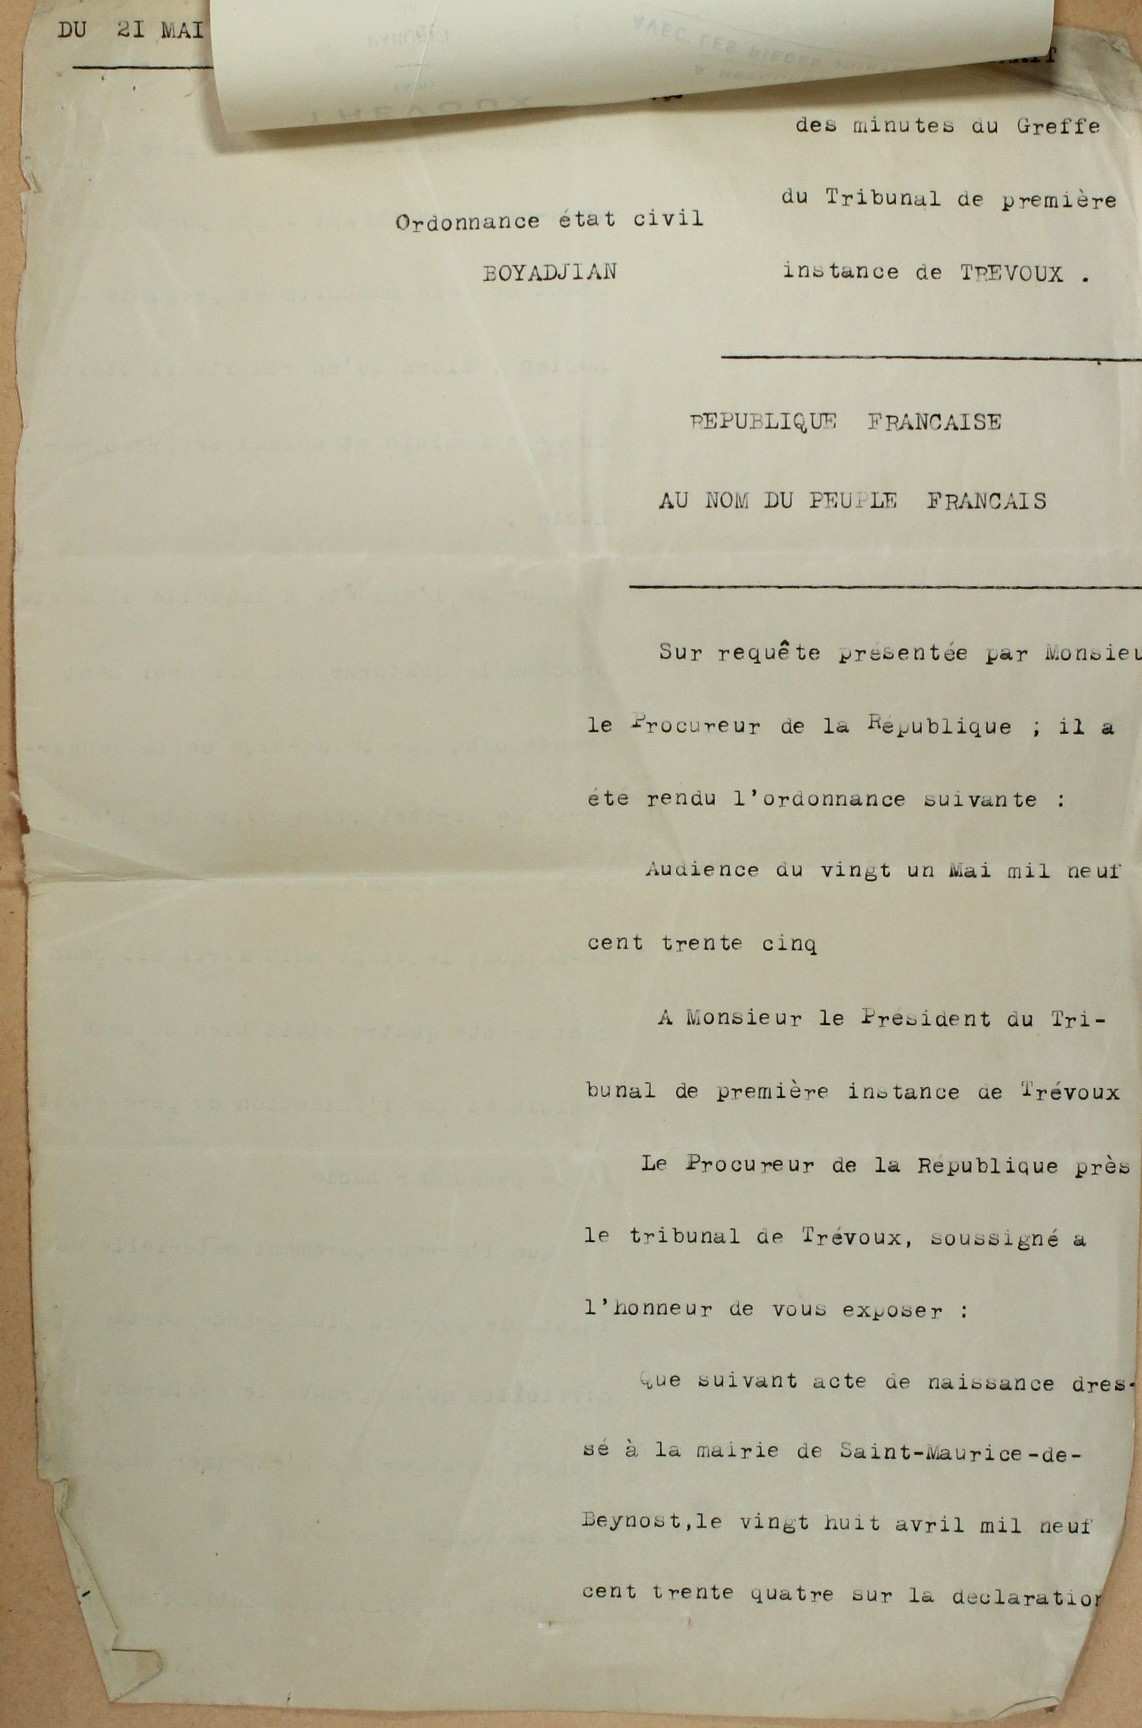 DU 21 MAI
des minutes du Greffe
du Tribunal de première
instance de TREVOUX .
Ordonnance état civil
BOYADJIAN
REPUBLIQUE FRANCAISE
AU NOM DU PEUPLE FRANCAIS
Sur requête présentée par Monsieu
le Procureur de la République ; il a
été rendu l'ordonnance suivante :
Audience du vingt un Mai mil neuf
cent trente cinq
A Monsieur le Président du Tri-
bunal de première instance de Trévoux
Le Procureur de la République près
le tribunal de Trévoux, soussigné a
l'honneur de vous exposer :
Que suivant acte de naissance dres-
sé à la mairie de Saint-Maurice-de-
Beynost,le vingt huit avril mil neuf
cent trente quatre sur la déclaration